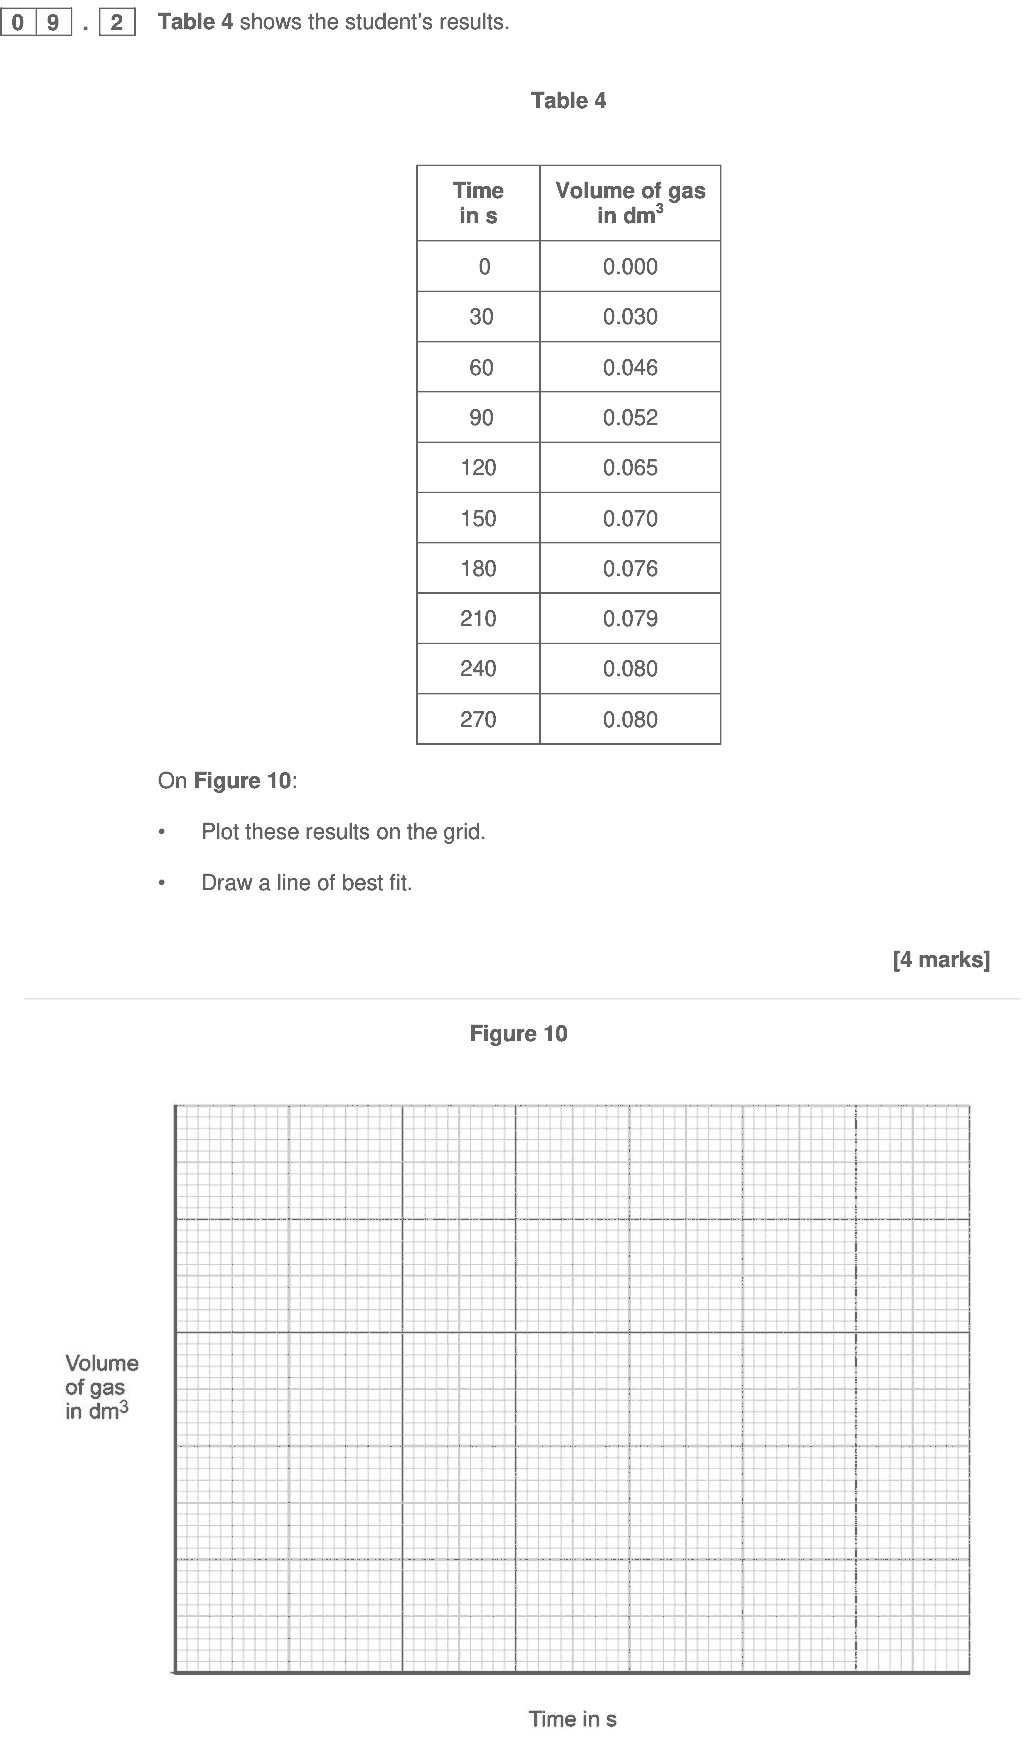 09.2 Table 4 shows the student's results.
Table 4
Time in s Volume of gas in dm³
0 0.000
30 0.030
60 0.046
90 0.052
120 0.065
150 0.070
180 0.076
210 0.079
240 0.080
270 0.080
On Figure 10:
• Plot these results on the grid.
• Draw a line of best fit.
[4 marks]
Figure 10
Volume
of gas
in dm³
Time in s